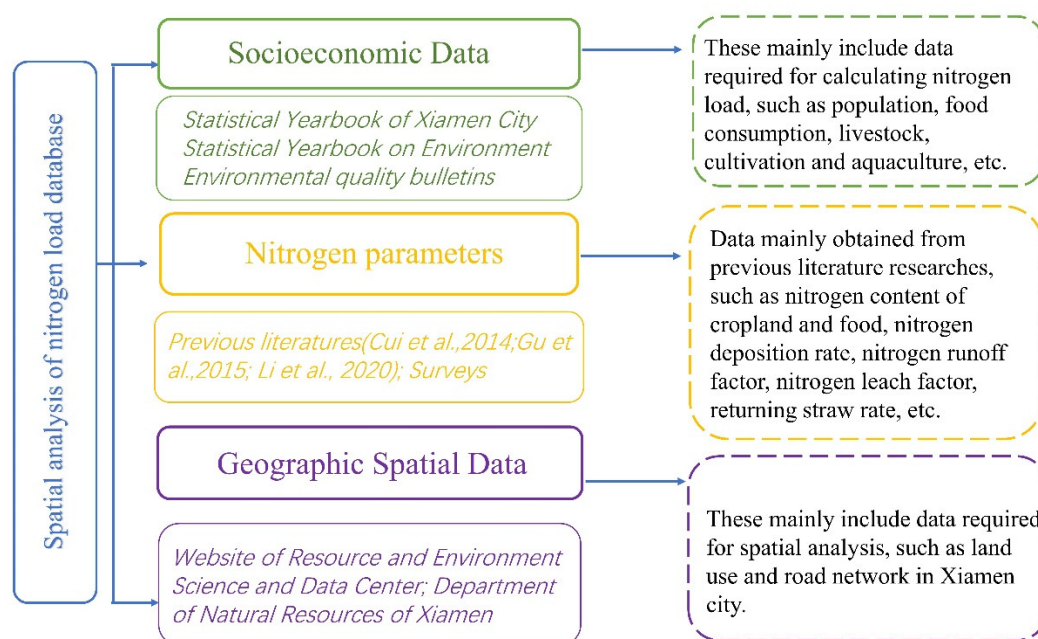 Spatial analysis of nitrogen load database
Socioeconomic Data
Statistical Yearbook of Xiamen City
Statistical Yearbook on Environment
Environmental quality bulletins
These mainly include data
required for calculating nitrogen
load, such as population, food
consumption, livestock,
cultivation and aquaculture, etc.
Nitrogen parameters
Previous literatures(Cui et al.,2014;Gu et
al.,2015; Li et al., 2020); Surveys
Data mainly obtained from
previous literature researches,
such as nitrogen content of
cropland and food, nitrogen
deposition rate, nitrogen runoff
factor, nitrogen leach factor,
returning straw rate, etc.
Geographic Spatial Data
Website of Resource and Environment
Science and Data Center; Department
of Natural Resources of Xiamen
These mainly include data required
for spatial analysis, such as land
use and road network in Xiamen
city.